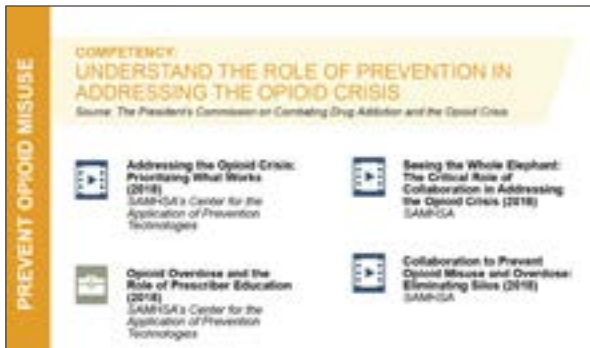 PREVENT OPIOID MISUSE
COMPETENCY:
UNDERSTAND THE ROLE OF PREVENTION IN
ADDRESSING THE OPIOID CRISIS
Source: The President's Commission on Combating Drug Addiction and the Opioid Crisis
Addressing the Opioid Crisis:
Prioritizing What Works
(2018)
SAMHSA's Center for the
Application of Prevention
Technologies
Seeing the Whole Elephant:
The Critical Role of
Collaboration in Addressing
the Opioid Crisis (2018)
SAMHSA
Opioid Overdose and the
Role of Prescriber Education
(2018)
SAMHSA's Center for the
Application of Prevention
Technologies
Collaboration to Prevent
Opioid Misuse and Overdose:
Eliminating Silos (2018)
SAMHSA